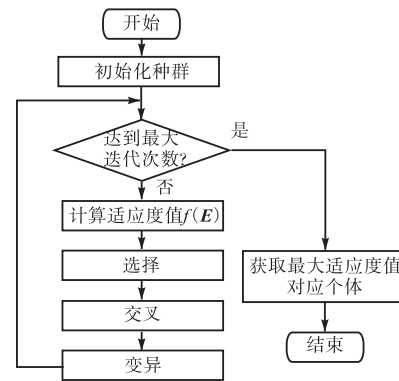 开始
初始化种群
达到最大
迭代次数?
是
否
计算适应度值f(E)
选择
交叉
变异
获取最大适应度值
对应个体
结束